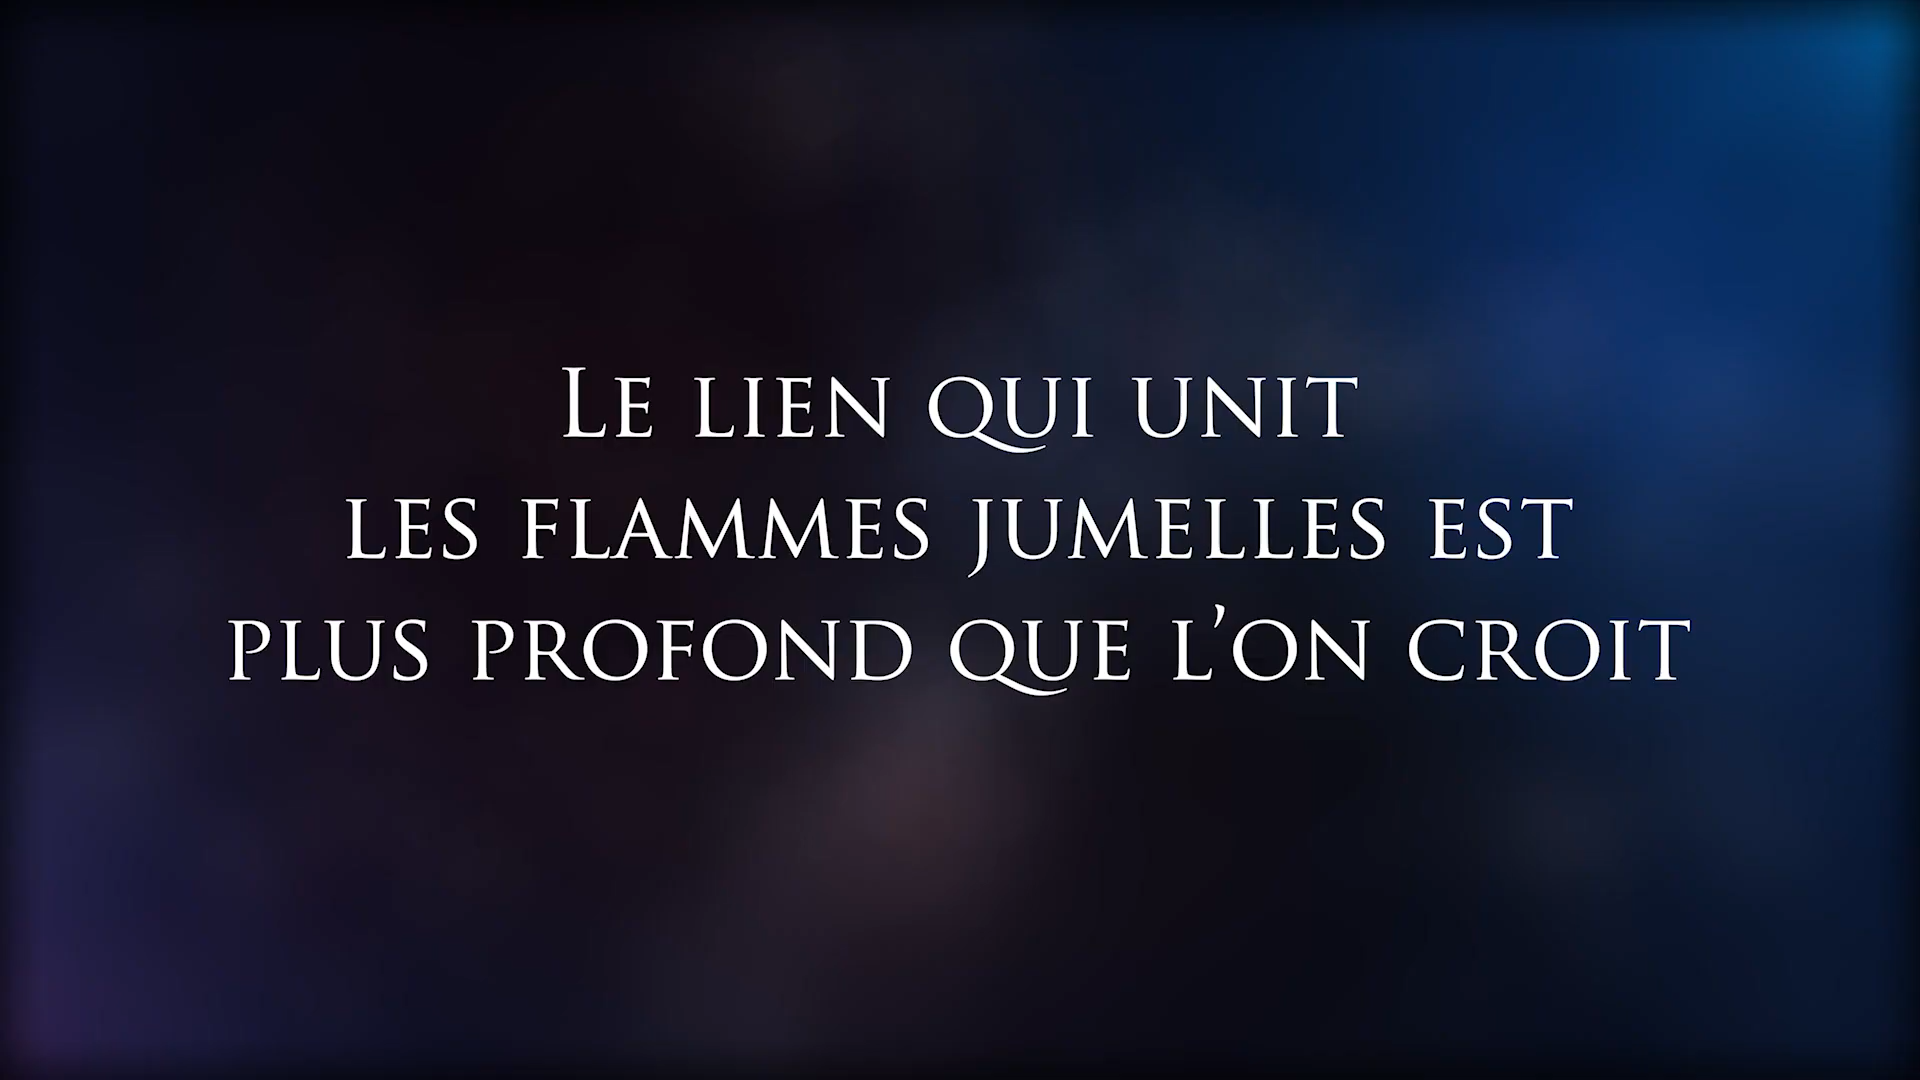 Le lien qui unit
les flammes jumelles est
plus profond que l’on croit